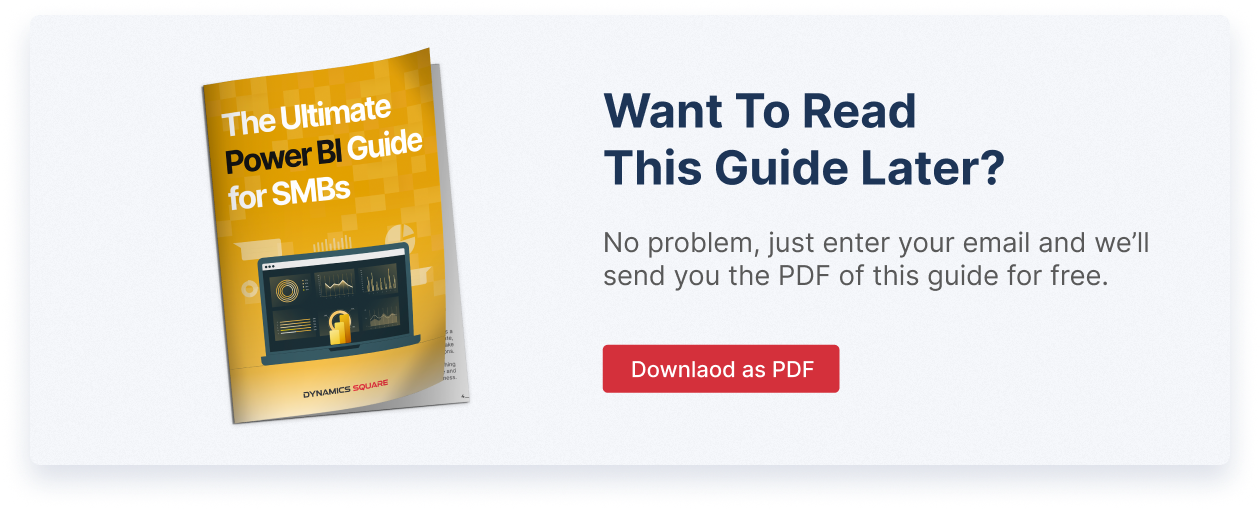 The Ultimate
Power BI Guide
for SMBs
DYNAMICS SQUARE
Want To Read
This Guide Later?
No problem, just enter your email and we’ll
send you the PDF of this guide for free.
Downlaod as PDF